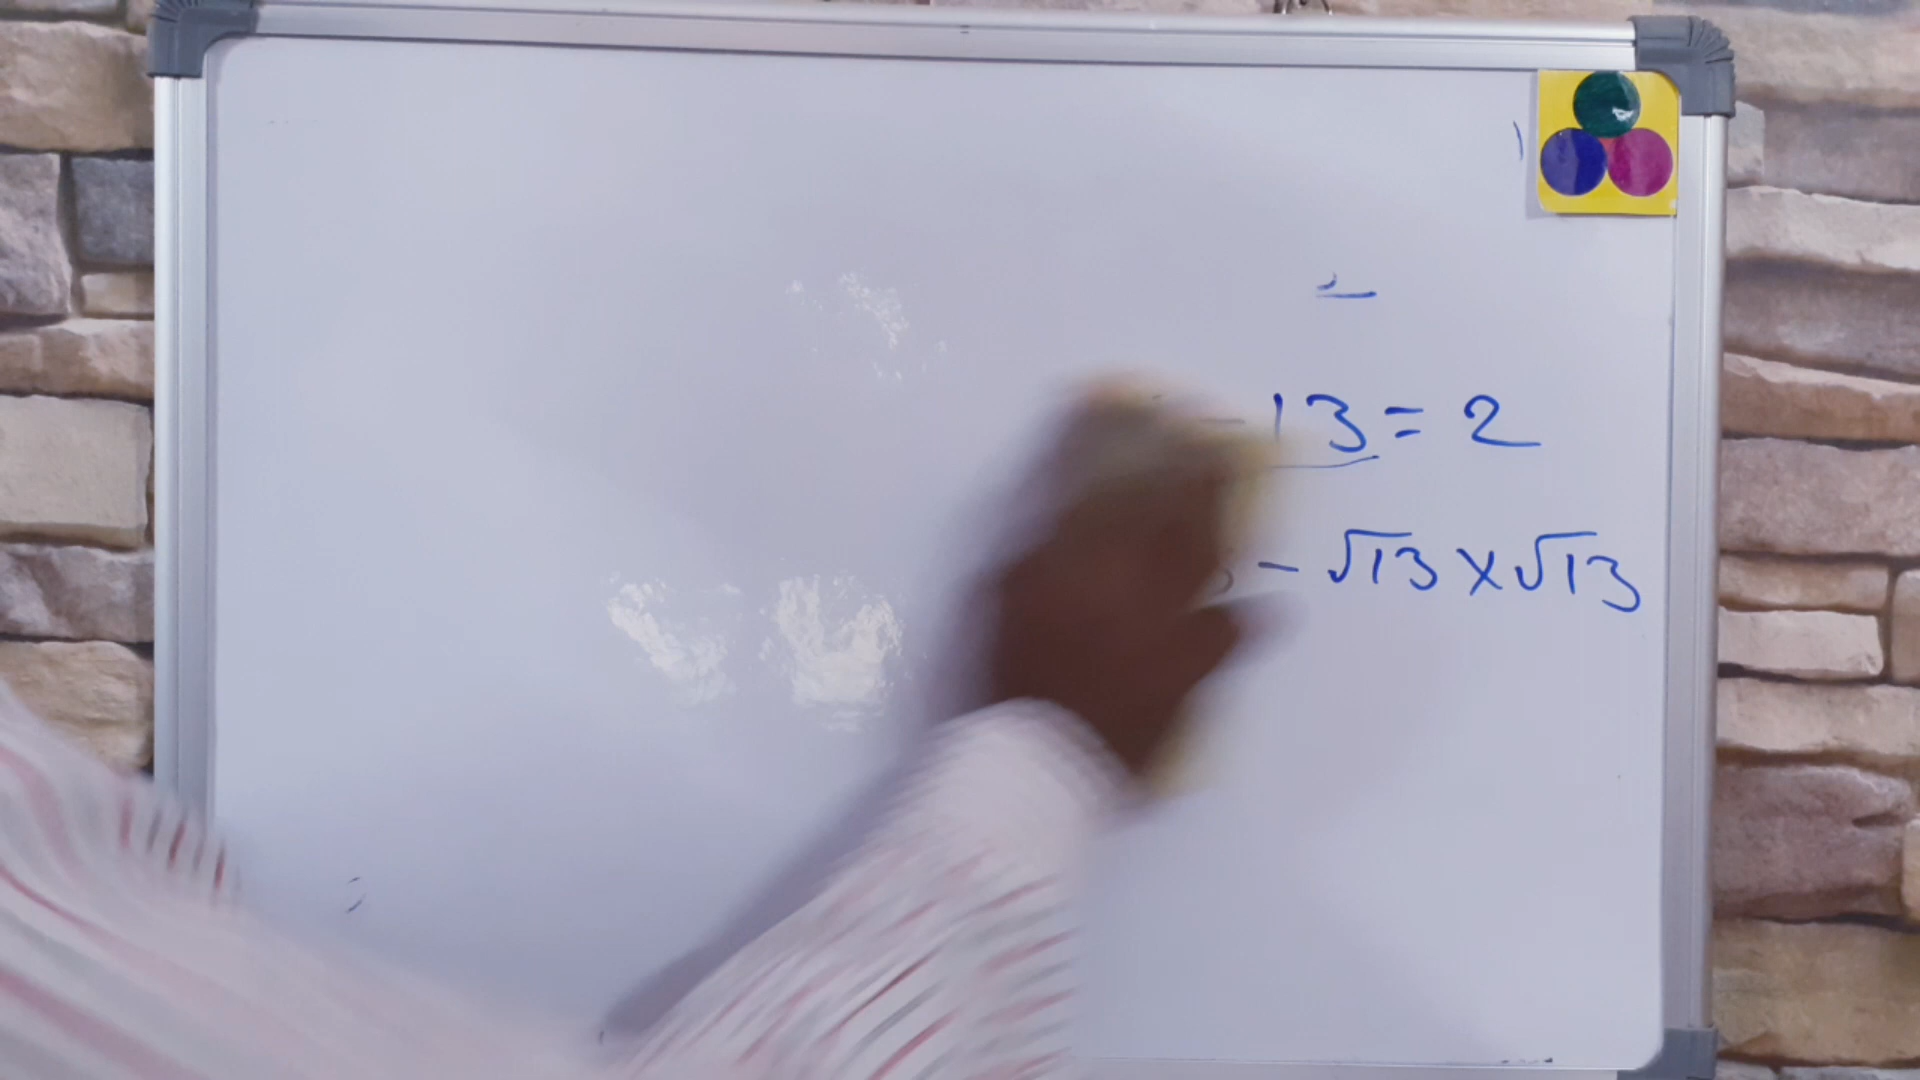 - 13 = 2
- √13 x √13